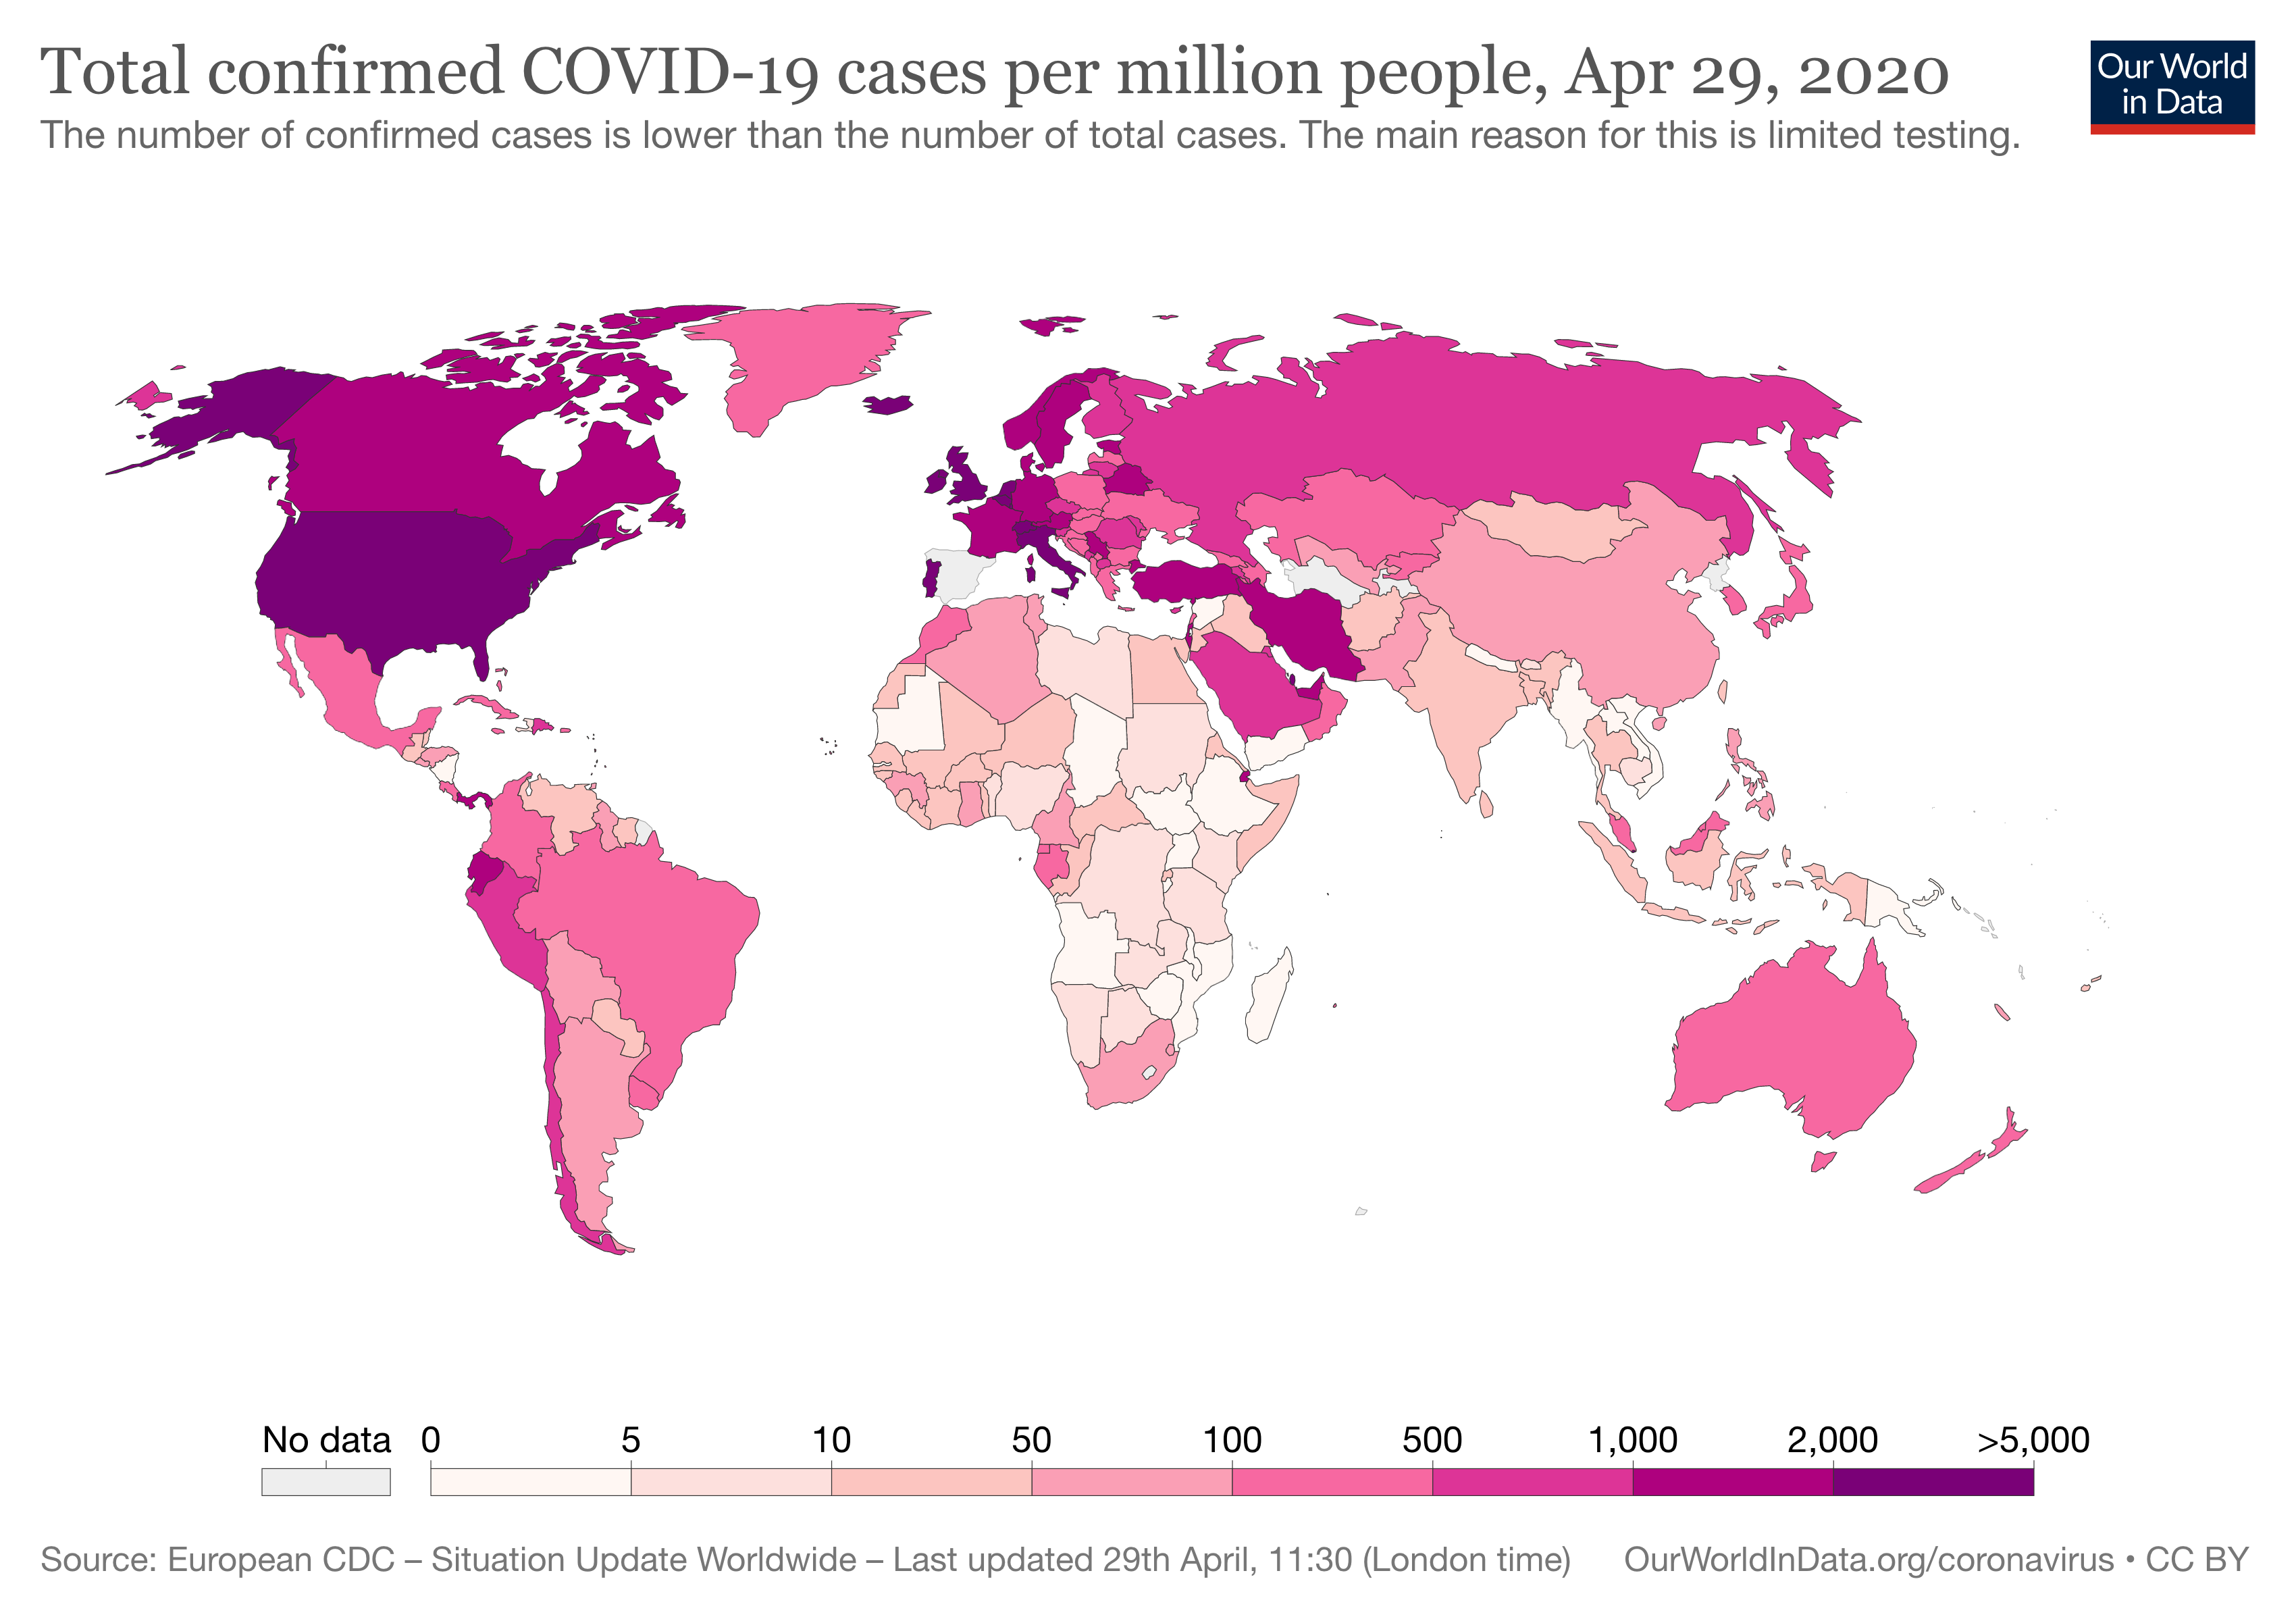 Total confirmed COVID-19 cases per million people, Apr 29, 2020
Our World
in Data
The number of confirmed cases is lower than the number of total cases. The main reason for this is limited testing.
No data 0 5 10 50 100 500 1,000 2,000 >5,000
Source: European CDC – Situation Update Worldwide – Last updated 29th April, 11:30 (London time) OurWorldInData.org/coronavirus • CC BY